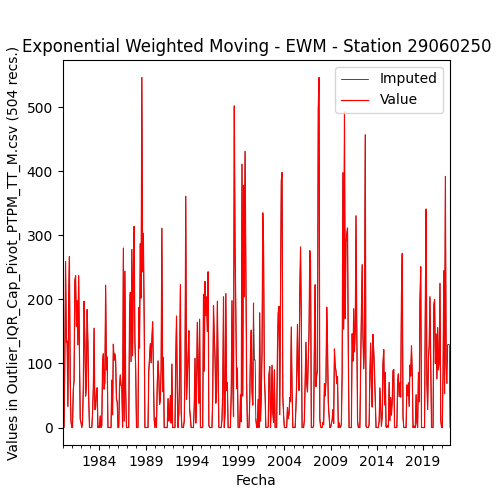 Exponential Weighted Moving - EWM - Station 29060250
Imputed
Value
Values in Outlier_IQR_Cap_Pivot_PTPM_TT_M.csv (504 recs.)
500
400
300
200
100
0
1984 1989 1994 1999 2004 2009 2014 2019
Fecha